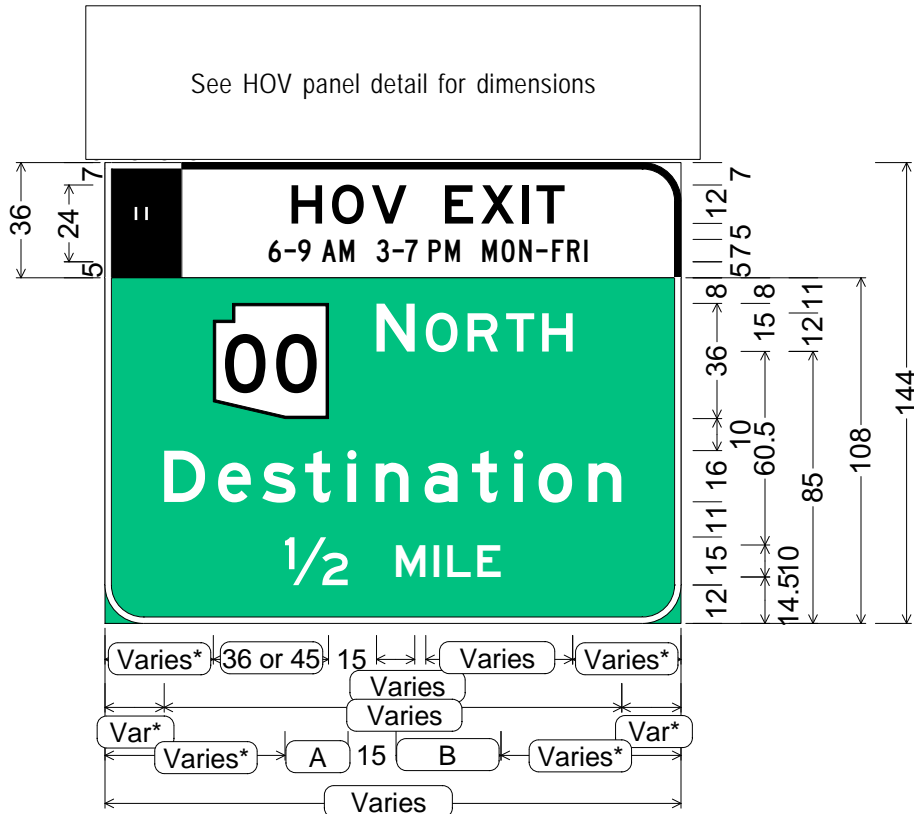 See HOV panel detail for dimensions
HOV EXIT
6-9 AM 3-7 PM MON-FRI
NORTH
00
Destination
1/2 MILE
36
7
24
5
7
12
5
7
5
8
36
10
16
11
15
12
8
15
60.5
10
14.5
11
12
85
108
144
Varies* 36 or 45 15 Varies Varies*
Varies
Varies
Var* Var*
Varies* A 15 B Varies*
Varies